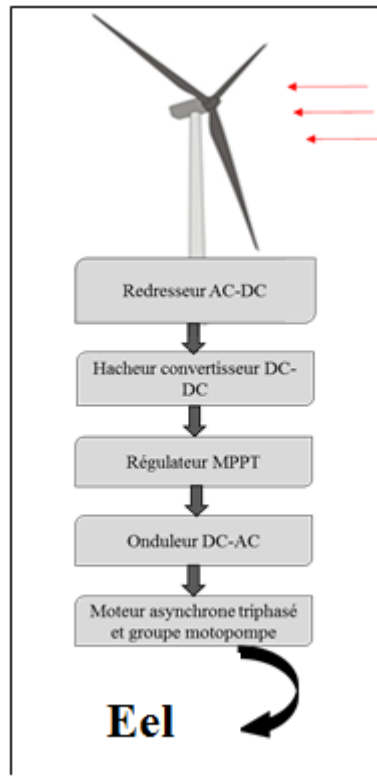 Redresseur AC-DC
Hacheur convertisseur DC-
DC
Régulateur MPPT
Onduleur DC-AC
Moteur asynchrone triphasé
et groupe motopompe
Eel